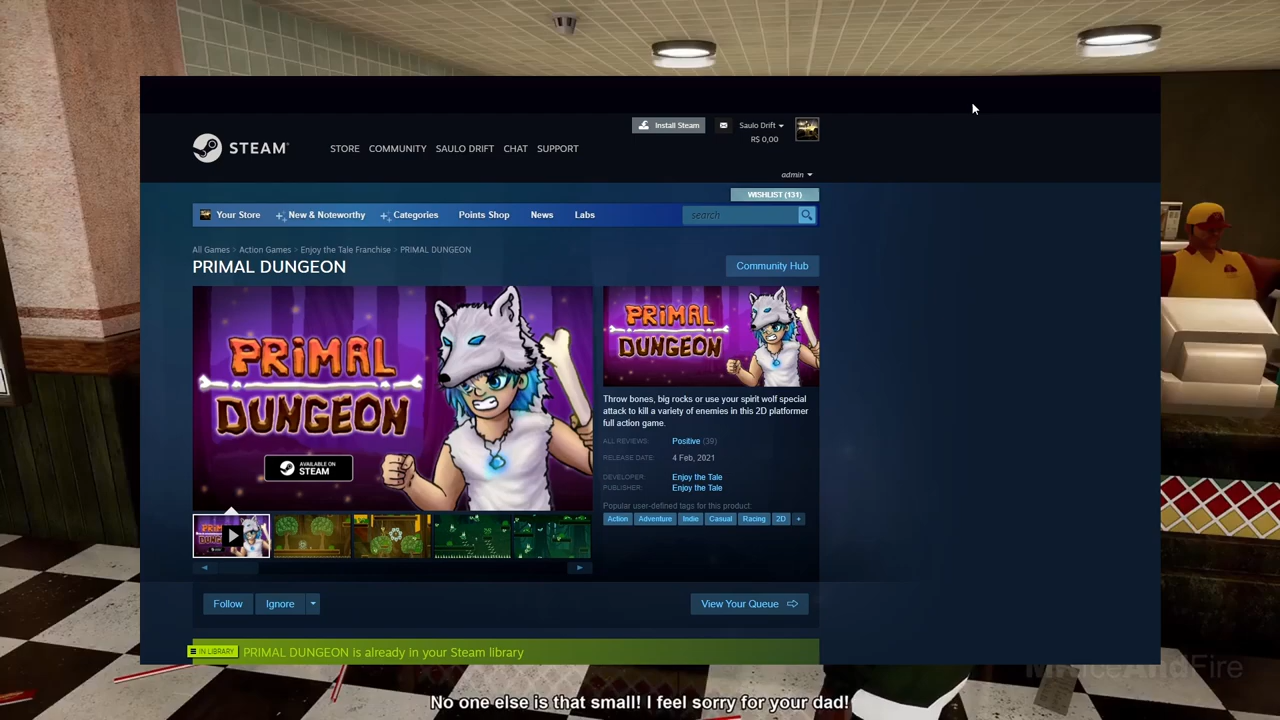 Install Steam
Saulo Drift
R$ 0,00
STEAM
STORE COMMUNITY SAULO DRIFT CHAT SUPPORT
admin
WISHLIST (131)
Your Store New & Noteworthy Categories Points Shop News Labs search
All Games > Action Games > Enjoy the Tale Franchise > PRIMAL DUNGEON
PRIMAL DUNGEON
Community Hub
PRIMAL
DUNGEON
AVAILABLE ON
STEAM
PRIMAL
DUNGEON
Throw bones, big rocks or use your spirit wolf special
attack to kill a variety of enemies in this 2D platformer
full action game.
ALL REVIEWS: Positive (39)
RELEASE DATE: 4 Feb, 2021
DEVELOPER: Enjoy the Tale
PUBLISHER: Enjoy the Tale
Popular user-defined tags for this product:
Action Adventure Indie Casual Racing 2D +
Follow Ignore View Your Queue
IN LIBRARY PRIMAL DUNGEON is already in your Steam library
No one else is that small! I feel sorry for your dad!